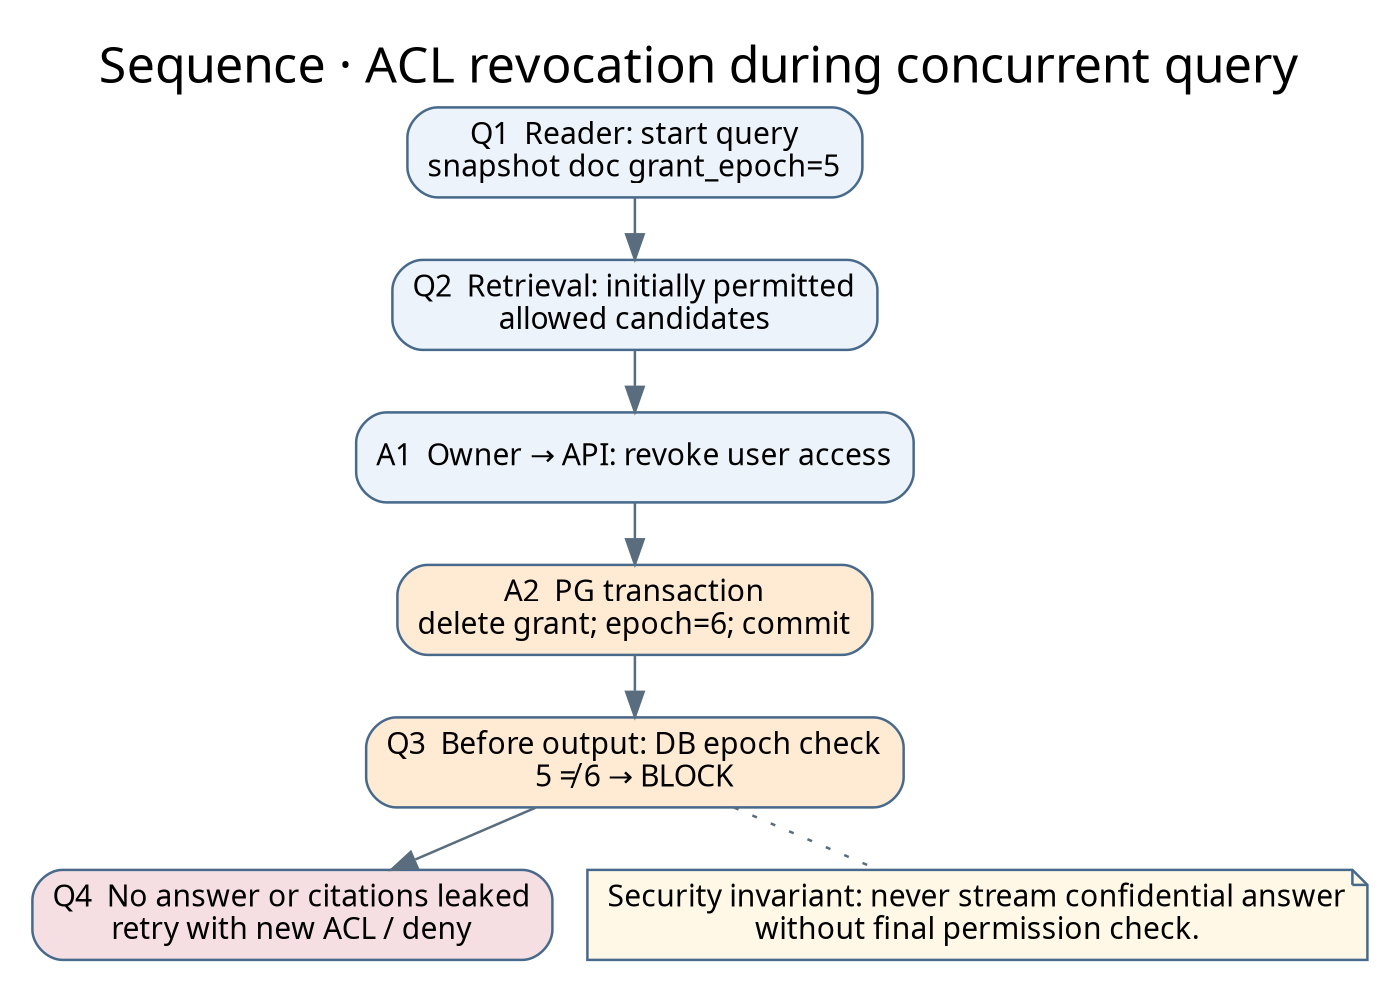 Sequence · ACL revocation during concurrent query
Q1  Reader: start query
snapshot doc grant_epoch=5
Q2  Retrieval: initially permitted
allowed candidates
A1  Owner → API: revoke user access
A2  PG transaction
delete grant; epoch=6; commit
Q3  Before output: DB epoch check
5 ≠ 6 → BLOCK
Q4  No answer or citations leaked
retry with new ACL / deny
Security invariant: never stream confidential answer
without final permission check.